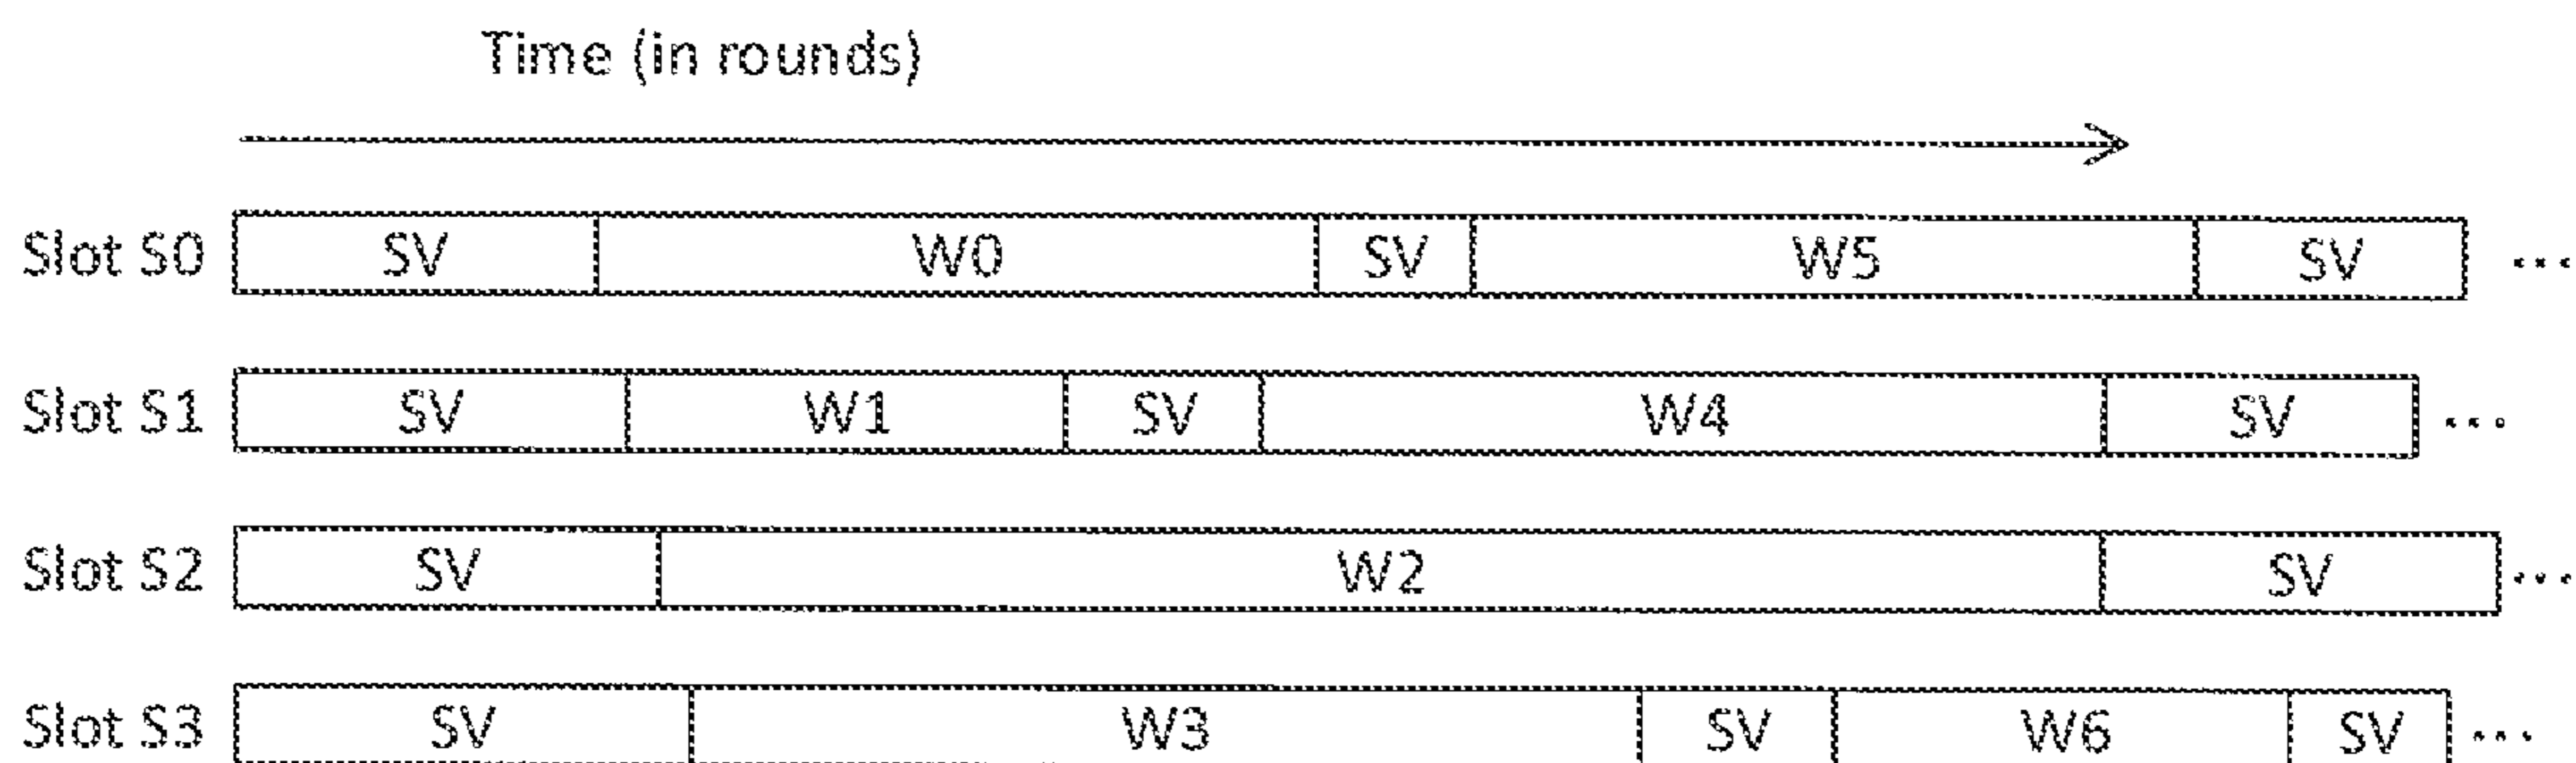 Time (in rounds)
Slot S0 SV W0 SV W5 SV ...
Slot S1 SV W1 SV W4 SV ...
Slot S2 SV W2 SV ...
Slot S3 SV W3 SV W6 SV ...